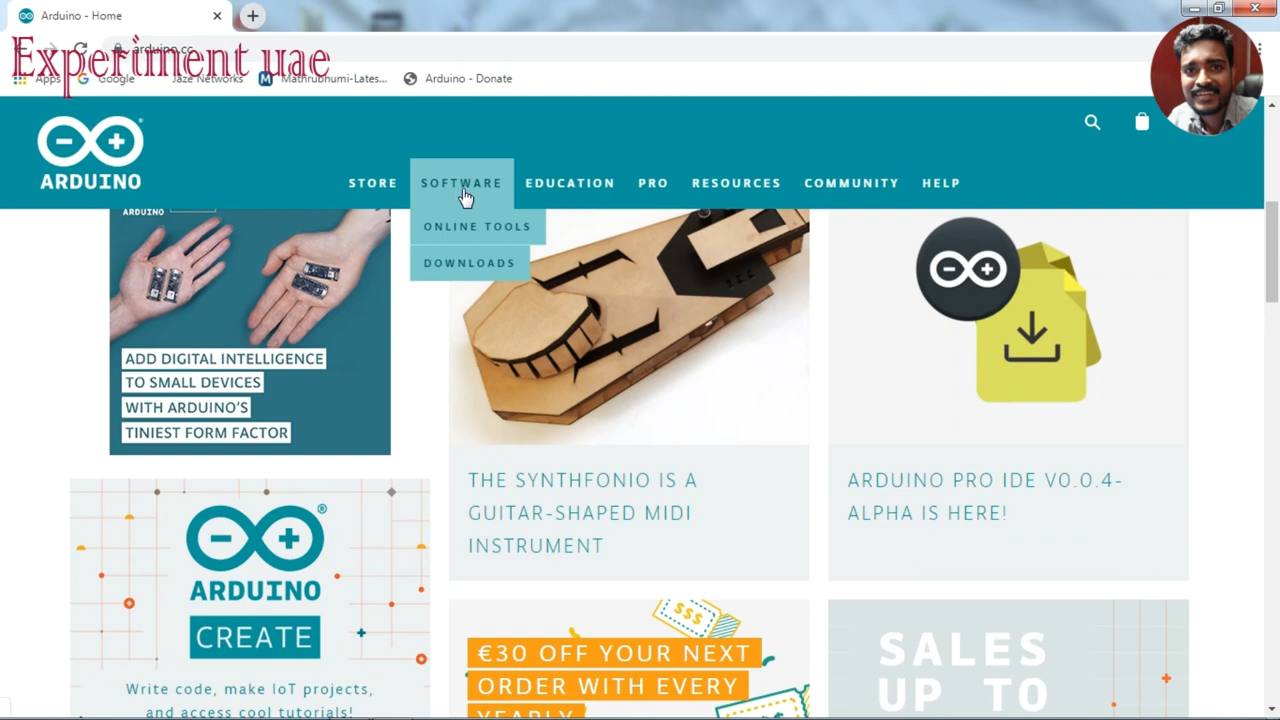 Arduino - Home
Experiment uae
arduino.cc
Apps
Google
Jaze Networks
Mathrubhumi-Lates...
Arduino - Donate
ARDUINO
STORE
SOFTWARE
EDUCATION
PRO
RESOURCES
COMMUNITY
HELP
ONLINE TOOLS
DOWNLOADS
ARDUINO
ADD DIGITAL INTELLIGENCE
TO SMALL DEVICES
WITH ARDUINO'S
TINIEST FORM FACTOR
THE SYNTHFONIO IS A
GUITAR-SHAPED MIDI
INSTRUMENT
ARDUINO PRO IDE V0.0.4-
ALPHA IS HERE!
ARDUINO
CREATE
Write code, make IoT projects,
and access cool tutorials!
$$$
€30 OFF YOUR NEXT
ORDER WITH EVERY
YEARLY
SALES
UP TO